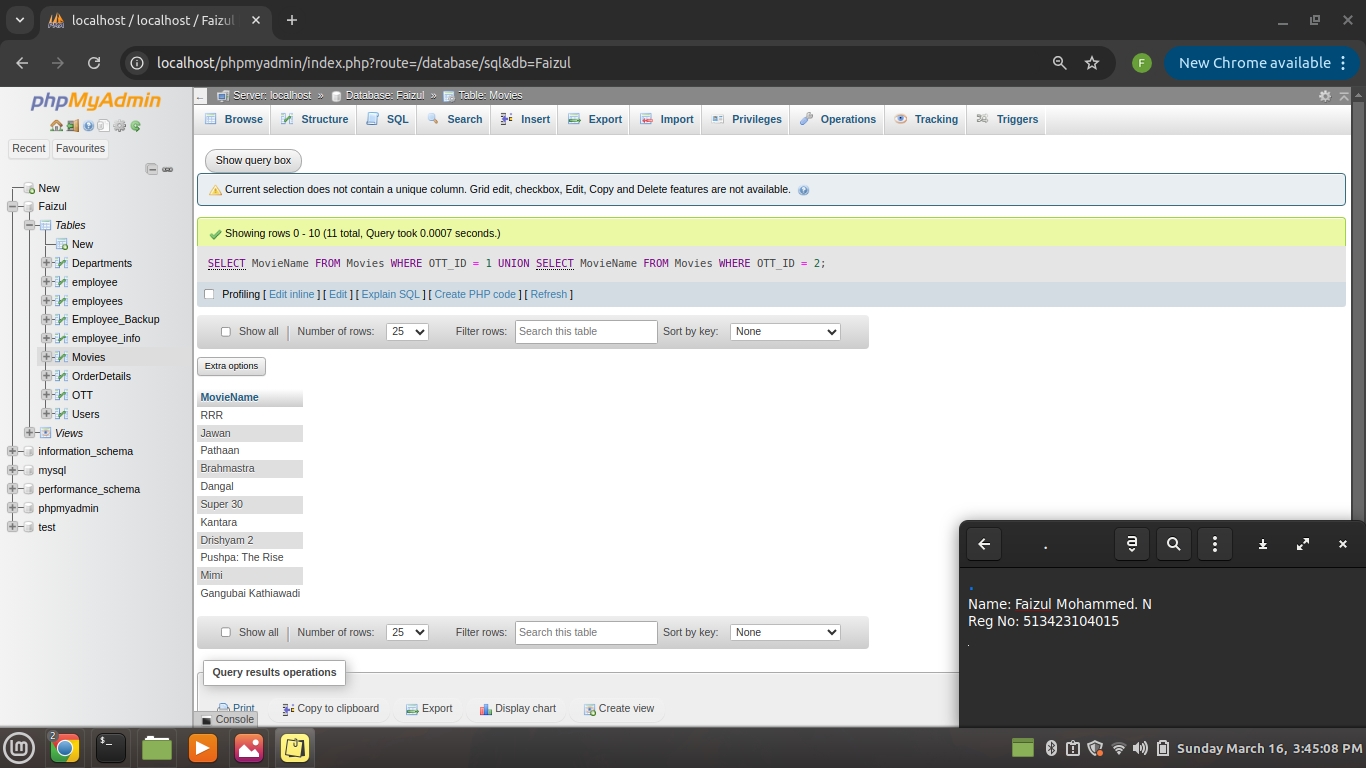 localhost / localhost / Faizul
localhost/phpmyadmin/index.php?route=/database/sql&db=Faizul
F
New Chrome available
phpMyAdmin
Recent
Favourites
New
Faizul
Tables
New
Departments
employee
employees
Employee_Backup
employee_info
Movies
OrderDetails
OTT
Users
Views
information_schema
mysql
performance_schema
phpmyadmin
test
Server: localhost » Database: Faizul » Table: Movies
Browse Structure SQL Search Insert Export Import Privileges Operations Tracking Triggers
Show query box
Current selection does not contain a unique column. Grid edit, checkbox, Edit, Copy and Delete features are not available.
Showing rows 0 - 10 (11 total, Query took 0.0007 seconds.)
SELECT MovieName FROM Movies WHERE OTT_ID = 1 UNION SELECT MovieName FROM Movies WHERE OTT_ID = 2;
Profiling [ Edit inline ] [ Edit ] [ Explain SQL ] [ Create PHP code ] [ Refresh ]
Show all Number of rows: 25 Filter rows: Search this table Sort by key: None
Extra options
MovieName
RRR
Jawan
Pathaan
Brahmastra
Dangal
Super 30
Kantara
Drishyam 2
Pushpa: The Rise
Mimi
Gangubai Kathiawadi
Show all Number of rows: 25 Filter rows: Search this table Sort by key: None
Query results operations
Print Copy to clipboard Export Display chart Create view
Console
.
a
.
Name: Faizul Mohammed. N
Reg No: 513423104015
.
2
$_
Sunday March 16, 3:45:08 PM